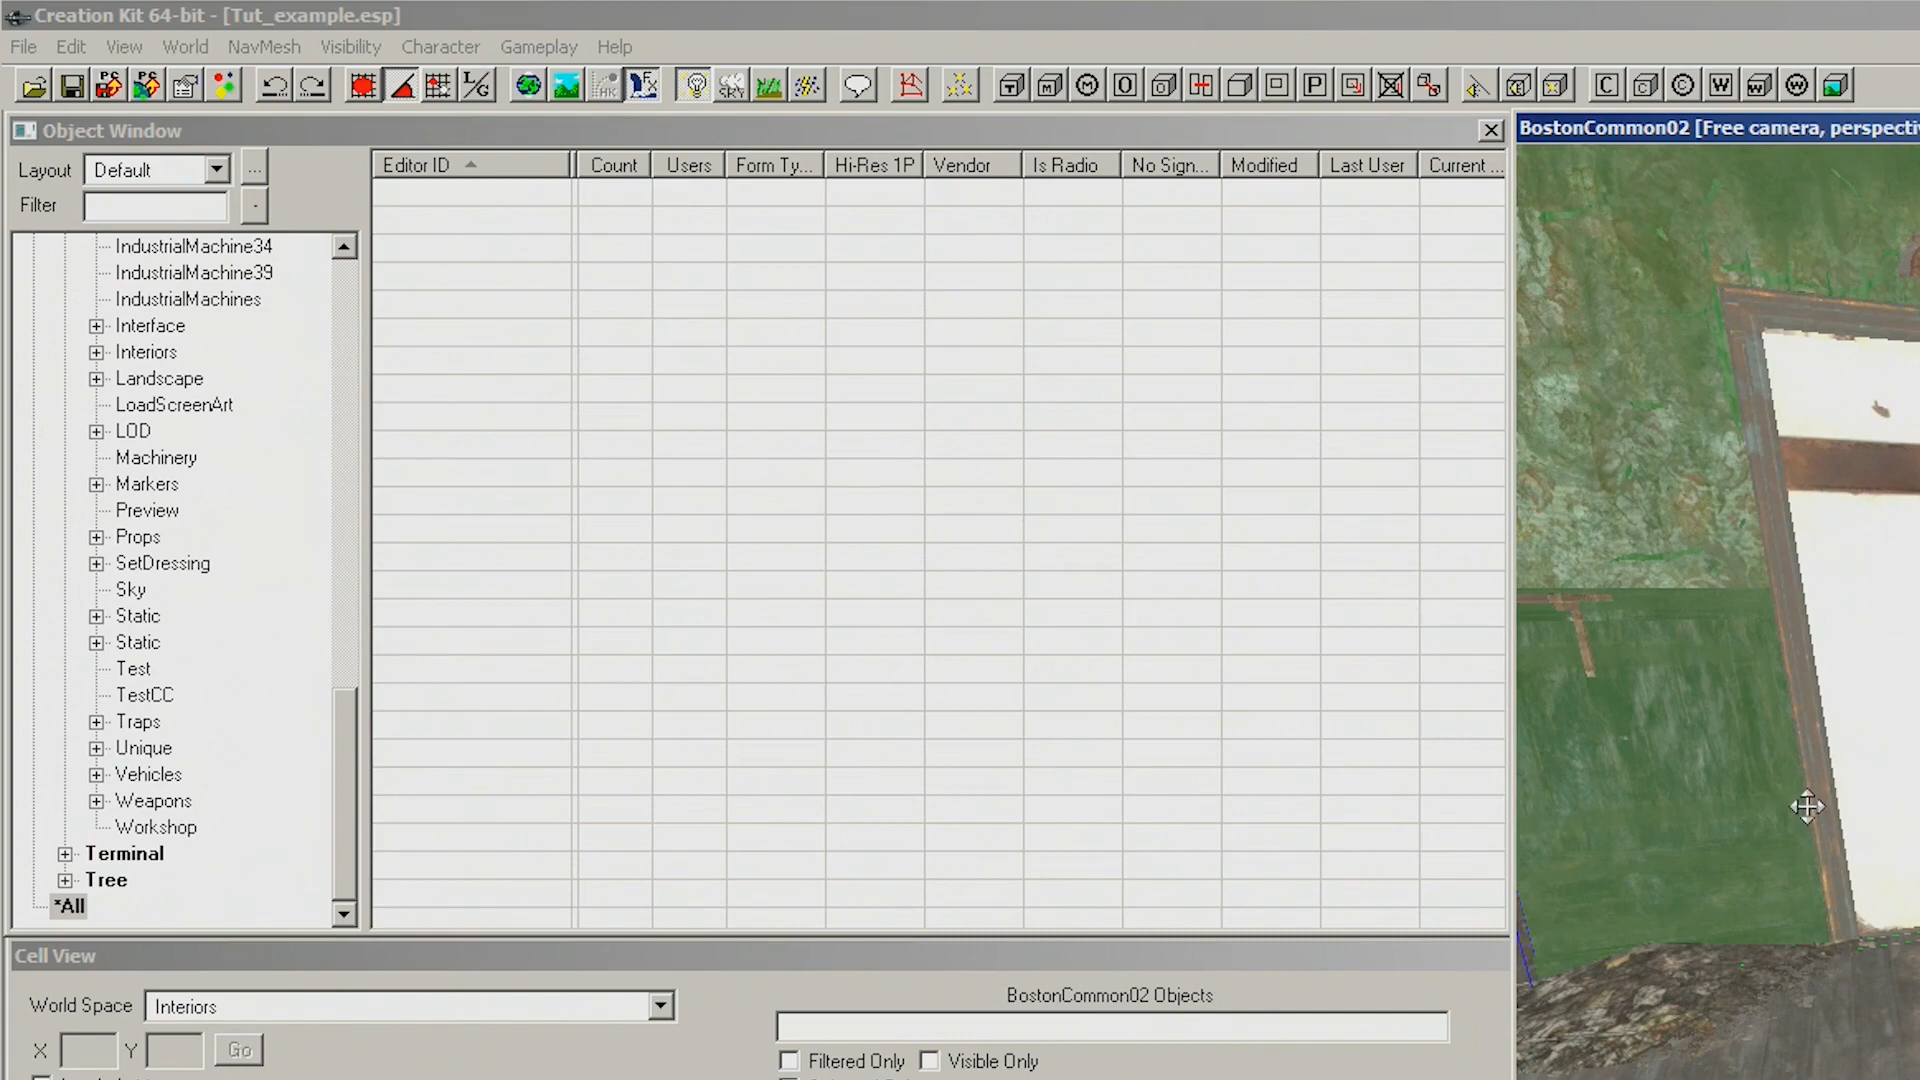 Creation Kit 64-bit - [Tut_example.esp]
File Edit View World NavMesh Visibility Character Gameplay Help
Object Window
BostonCommon02 [Free camera, perspectiv
Layout Default ...
Filter
Editor ID Count Users Form Ty... Hi-Res 1P Vendor Is Radio No Sign... Modified Last User Current ...
IndustrialMachine34
IndustrialMachine39
IndustrialMachines
Interface
Interiors
Landscape
LoadScreenArt
LOD
Machinery
Markers
Preview
Props
SetDressing
Sky
Static
Static
Test
TestCC
Traps
Unique
Vehicles
Weapons
Workshop
Terminal
Tree
*All
Cell View
World Space Interiors
BostonCommon02 Objects
X Y Go
Filtered Only Visible Only